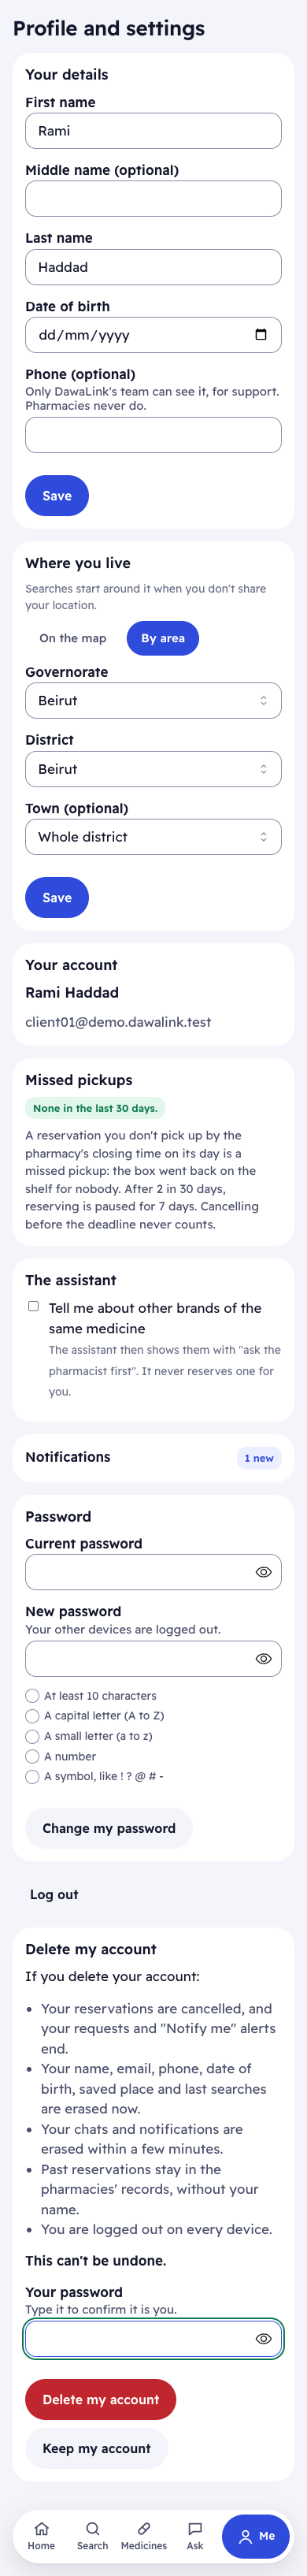 Profile and settings
Your details
First name
Rami
Middle name (optional)
Last name
Haddad
Date of birth
dd/mm/yyyy
Phone (optional)
Only DawaLink's team can see it, for support.
Pharmacies never do.
Save
Where you live
Searches start around it when you don't share
your location.
On the map
By area
Governorate
Beirut
District
Beirut
Town (optional)
Whole district
Save
Your account
Rami Haddad
client01@demo.dawalink.test
Missed pickups
None in the last 30 days.
A reservation you don't pick up by the
pharmacy's closing time on its day is a
missed pickup: the box went back on the
shelf for nobody. After 2 in 30 days,
reserving is paused for 7 days. Cancelling
before the deadline never counts.
The assistant
Tell me about other brands of the
same medicine
The assistant then shows them with "ask the
pharmacist first". It never reserves one for
you.
Notifications
1 new
Password
Current password
New password
Your other devices are logged out.
At least 10 characters
A capital letter (A to Z)
A small letter (a to z)
A number
A symbol, like ! ? @ # -
Change my password
Log out
Delete my account
If you delete your account:
• Your reservations are cancelled, and
your requests and "Notify me" alerts
end.
• Your name, email, phone, date of
birth, saved place and last searches
are erased now.
• Your chats and notifications are
erased within a few minutes.
• Past reservations stay in the
pharmacies' records, without your
name.
• You are logged out on every device.
This can't be undone.
Your password
Type it to confirm it is you.
Delete my account
Keep my account
Home
Search
Medicines
Ask
Me